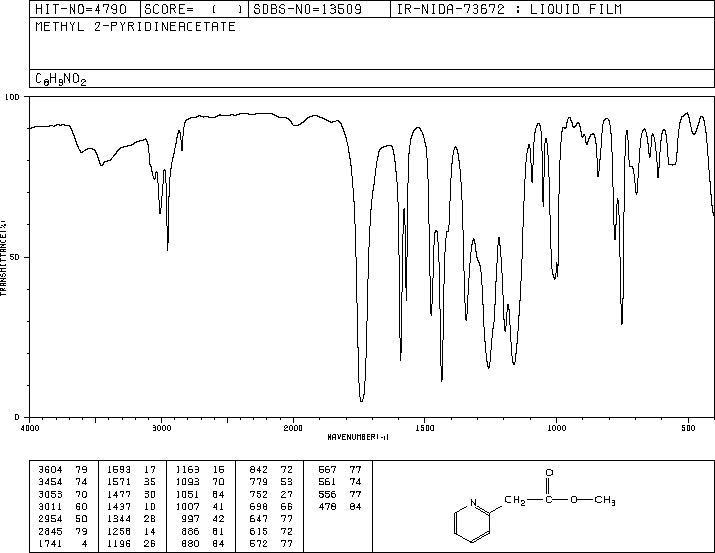 HIT-NO=4790 SCORE= ( ) SDBS-NO=13509 IR-NIDA-73672 : LIQUID FILM
METHYL 2-PYRIDINEACETATE
C8H9NO2
100
50
0
TRANSMITTANCE(%)
4000 3000 2000 1500 1000 500
WAVENUMBER(-1)
3604 79 1593 17 1163 15 842 72 567 77
3454 74 1571 35 1093 70 779 53 561 74
3053 70 1477 30 1051 64 752 27 556 77
3011 60 1437 10 1007 41 698 66 478 84
2954 50 1344 28 997 42 647 77
2845 79 1258 14 886 81 615 72
1741 4 1196 26 880 84 572 77
O
N CH2 C O CH3